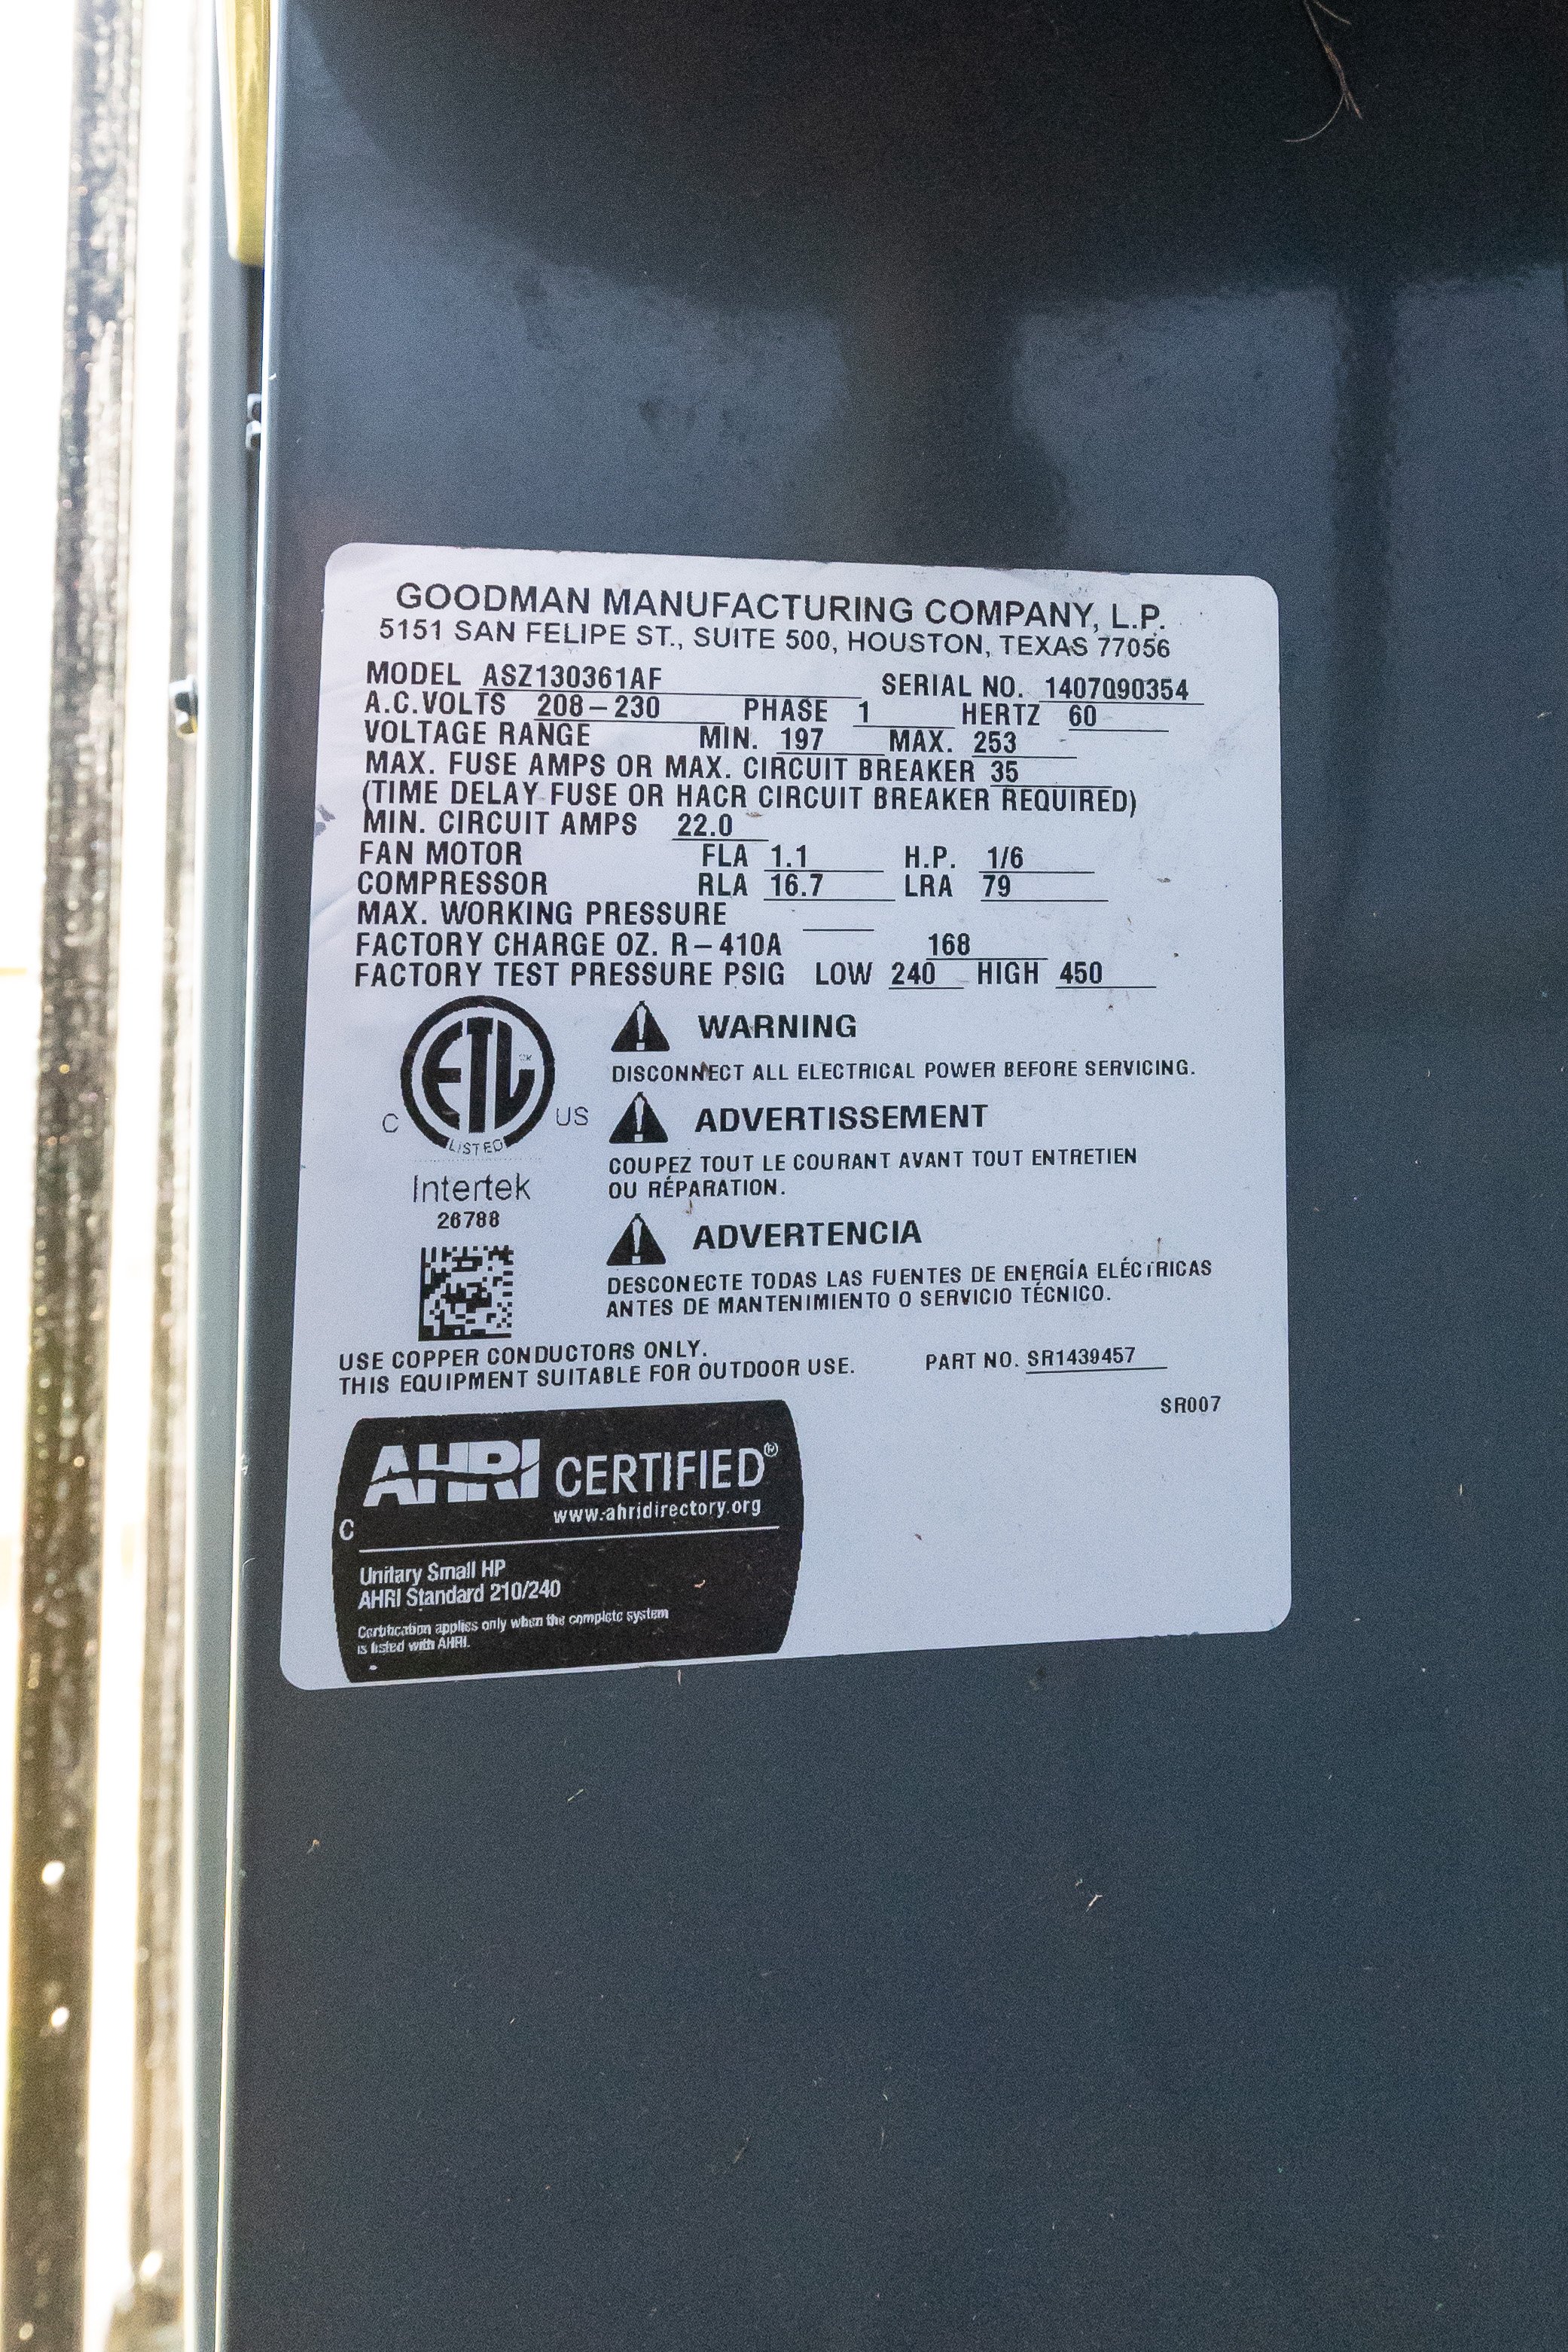 GOODMAN MANUFACTURING COMPANY, L.P.
5151 SAN FELIPE ST., SUITE 500, HOUSTON, TEXAS 77056
MODEL ASZ130361AF SERIAL NO. 1407090354
A.C.VOLTS 208-230 PHASE 1 HERTZ 60
VOLTAGE RANGE MIN. 197 MAX. 253
MAX. FUSE AMPS OR MAX. CIRCUIT BREAKER 35
(TIME DELAY FUSE OR HACR CIRCUIT BREAKER REQUIRED)
MIN. CIRCUIT AMPS 22.0
FAN MOTOR FLA 1.1 H.P. 1/6
COMPRESSOR RLA 16.7 LRA 79
MAX. WORKING PRESSURE
FACTORY CHARGE OZ. R-410A 168
FACTORY TEST PRESSURE PSIG LOW 240 HIGH 450
ETL
C US
LISTED
Intertek
26788
WARNING
DISCONNECT ALL ELECTRICAL POWER BEFORE SERVICING.
ADVERTISSEMENT
COUPEZ TOUT LE COURANT AVANT TOUT ENTRETIEN
OU RÉPARATION.
ADVERTENCIA
DESCONECTE TODAS LAS FUENTES DE ENERGÍA ELÉCTRICAS
ANTES DE MANTENIMIENTO O SERVICIO TÉCNICO.
USE COPPER CONDUCTORS ONLY.
THIS EQUIPMENT SUITABLE FOR OUTDOOR USE.
PART NO. SR1439457
SR007
AHRI CERTIFIED®
www.ahridirectory.org
C
Unitary Small HP
AHRI Standard 210/240
Certification applies only when the complete system
is listed with AHRI.